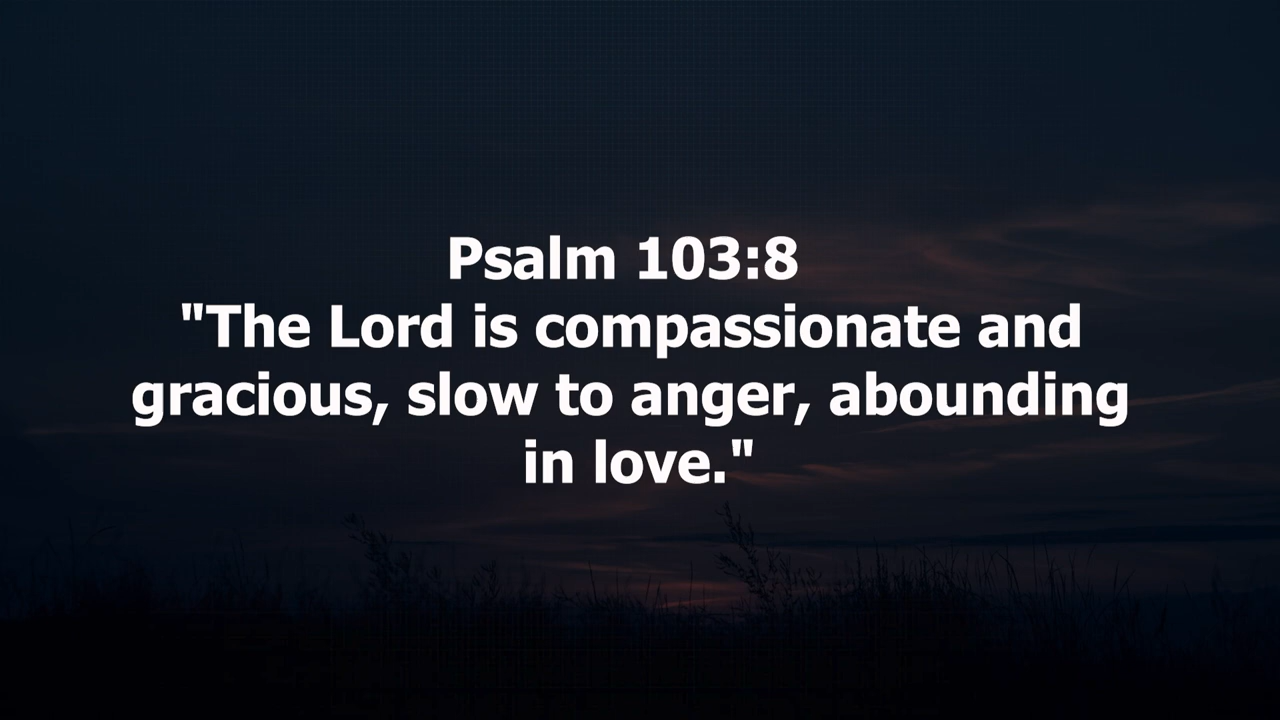 Psalm 103:8
"The Lord is compassionate and
gracious, slow to anger, abounding
in love."